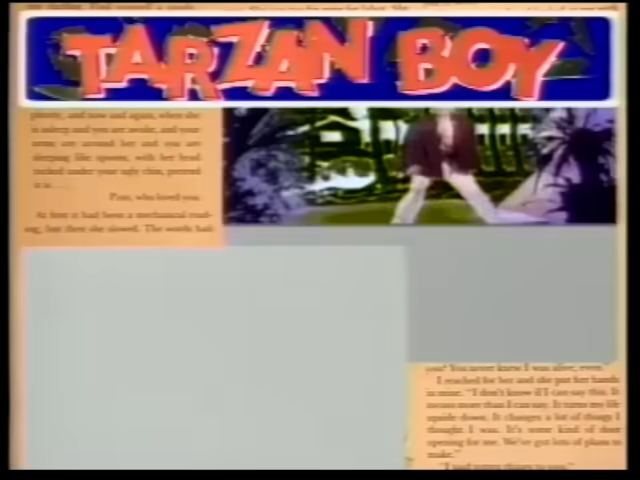 TARZAN BOY
phonny, and now and again, when she
is asleep and you are awake, and your
arms are around her and you are
sleeping like spoons, with her head
tucked under your ugly chin, pretend
it is
Pran, who loved you.
At first it had been a mechanical read-
ing, but then she slowed. The words had
you? You never knew I was alive, even."
I reached for her and she put her hands
in mine. "I don't know if I can say this. It
means more than I can say. It turns my life
upside down. It changes a lot of things I
thought I was. It's some kind of door
opening for me. We've got lots of plans to
make."